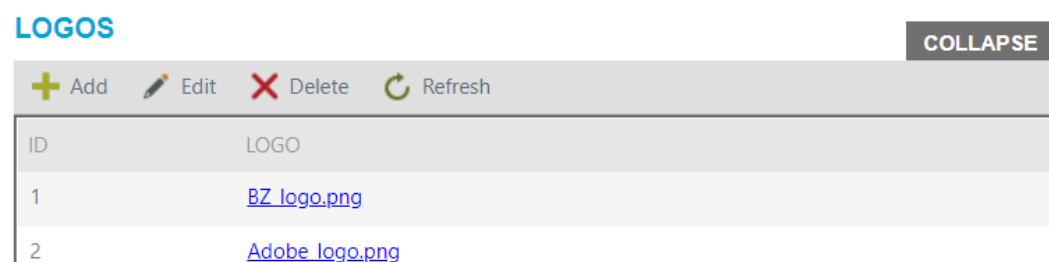 LOGOS
COLLAPSE
Add Edit Delete Refresh
ID LOGO
1 BZ_logo.png
2 Adobe_logo.png